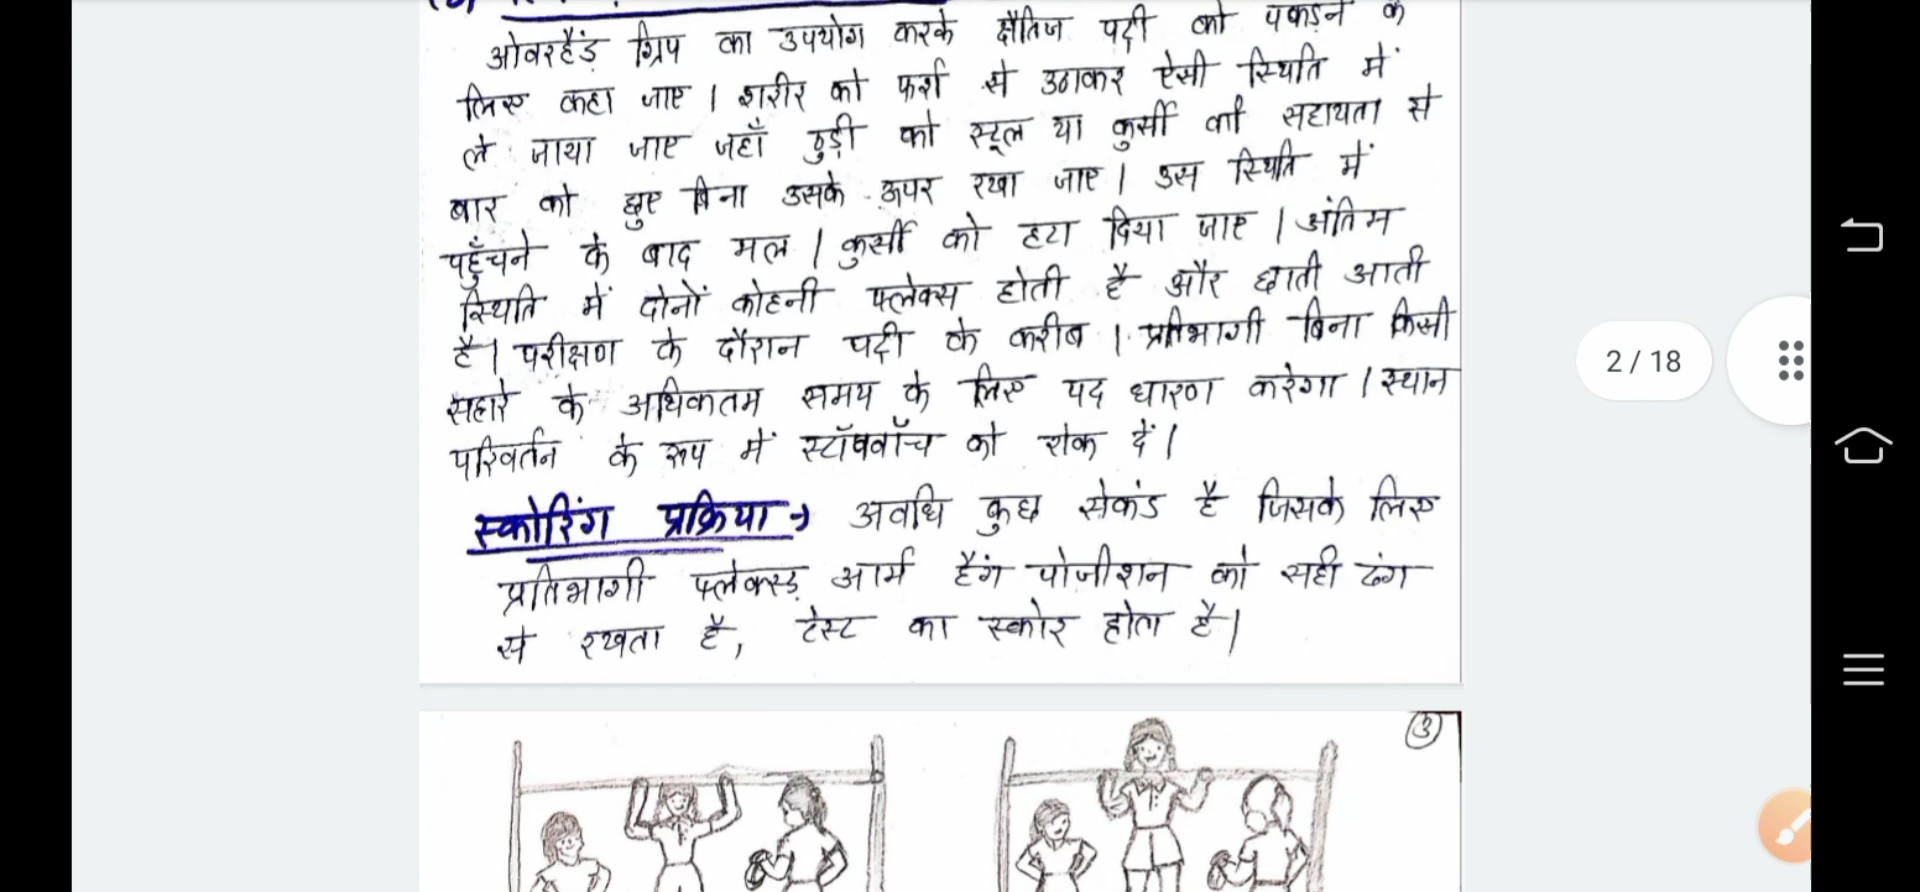 ओवरहैंड ग्रिप का उपयोग करके क्षैतिज पट्टी को पकड़ने के
लिए कहा जाए। शरीर को फर्श से उठाकर ऐसी स्थिति में
ले जाया जाए जहाँ ठुड्डी को स्टूल या कुर्सी की सहायता से
बार को छुए बिना उसके ऊपर रखा जाए। उस स्थिति में
पहुँचने के बाद मल। कुर्सी को हटा दिया जाए। अंतिम
स्थिति में दोनों कोहनी फ्लेक्स होती है और छाती आती
है। परीक्षण के दौरान पट्टी के करीब। प्रतिभागी बिना किसी
सहारे के अधिकतम समय के लिए पद धारण करेगा। स्थान
परिवर्तन के रूप में स्टॉपवॉच को रोक दें।
स्कोरिंग प्रक्रिया→ अवधि कुछ सेकंड है जिसके लिए
प्रतिभागी फ्लेक्स्ड आर्म हैंग पोजीशन को सही ढंग
से रखता है, टेस्ट का स्कोर होता है।
2 / 18
3